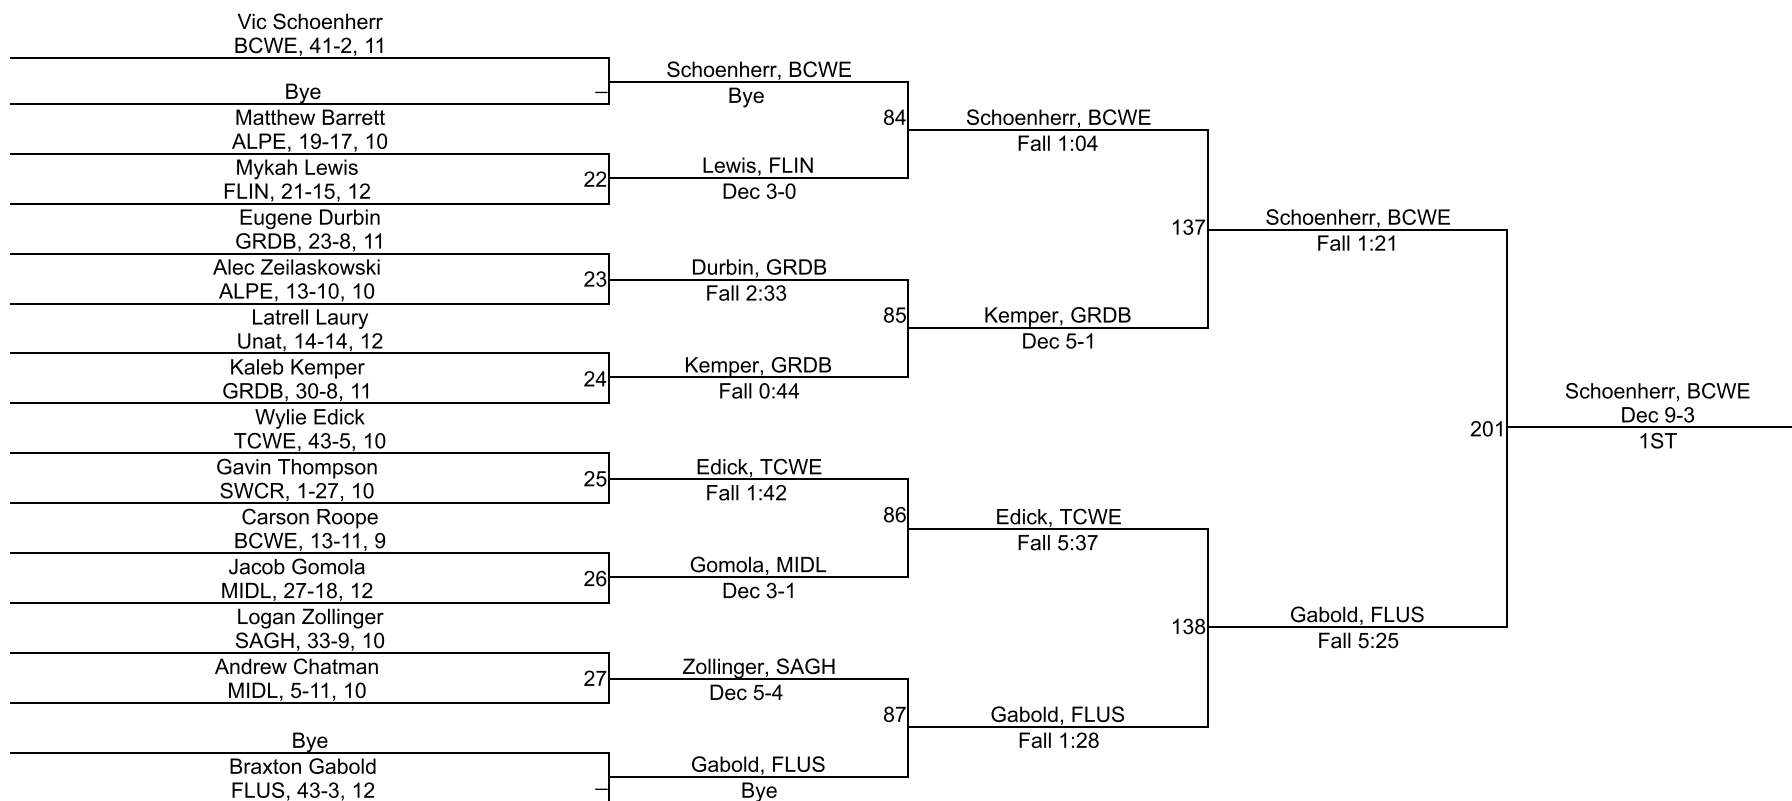 Vic Schoenherr
BCWE, 41-2, 11
Bye
–
Matthew Barrett
ALPE, 19-17, 10
Mykah Lewis
FLIN, 21-15, 12
22
Eugene Durbin
GRDB, 23-8, 11
Alec Zeilaskowski
ALPE, 13-10, 10
23
Latrell Laury
Unat, 14-14, 12
Kaleb Kemper
GRDB, 30-8, 11
24
Wylie Edick
TCWE, 43-5, 10
Gavin Thompson
SWCR, 1-27, 10
25
Carson Roope
BCWE, 13-11, 9
Jacob Gomola
MIDL, 27-18, 12
26
Logan Zollinger
SAGH, 33-9, 10
Andrew Chatman
MIDL, 5-11, 10
27
Bye
Braxton Gabold
FLUS, 43-3, 12
–
Schoenherr, BCWE
Bye
84
Lewis, FLIN
Dec 3-0
Durbin, GRDB
Fall 2:33
85
Kemper, GRDB
Fall 0:44
Edick, TCWE
Fall 1:42
86
Gomola, MIDL
Dec 3-1
Zollinger, SAGH
Dec 5-4
87
Gabold, FLUS
Bye
Schoenherr, BCWE
Fall 1:04
137
Kemper, GRDB
Dec 5-1
Edick, TCWE
Fall 5:37
138
Gabold, FLUS
Fall 1:28
Schoenherr, BCWE
Fall 1:21
201
Gabold, FLUS
Fall 5:25
Schoenherr, BCWE
Dec 9-3
1ST